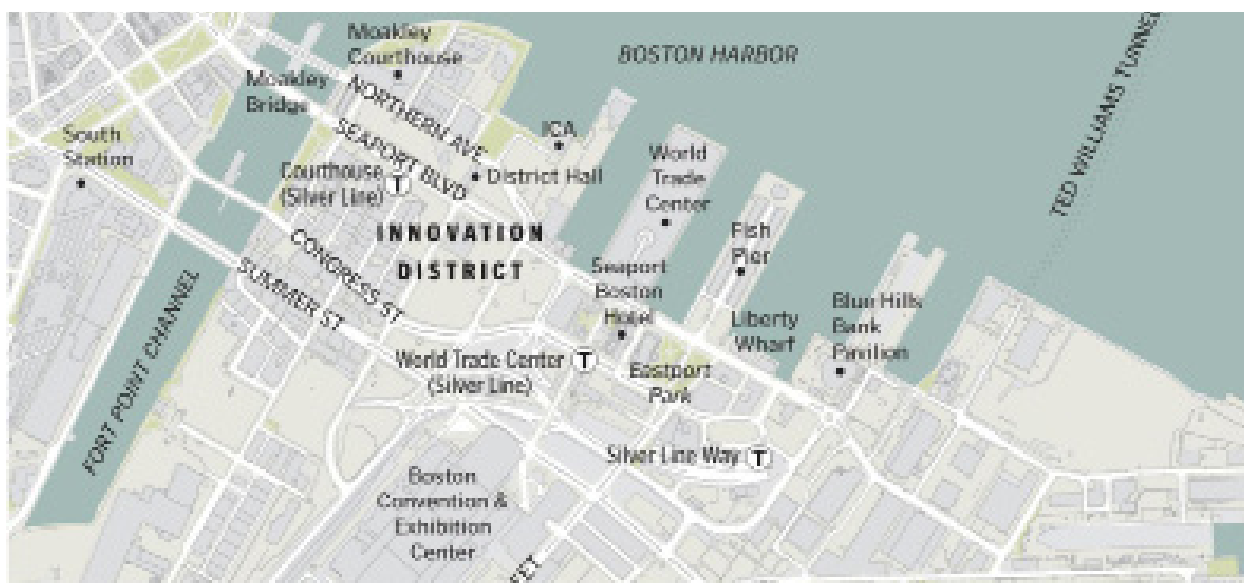 Moakley
Courthouse
BOSTON HARBOR
TED WILLIAMS TUNNEL
Moakley
Bridge
NORTHERN AVE
South
Station
ICA
SEAPORT BLVD
World
Trade
Center
Courthouse
(Silver Line)
T
District Hall
INNOVATION
DISTRICT
Fish
Pier
CONGRESS ST
SUMMER ST
Seaport
Boston
Hotel
FORT POINT CHANNEL
Liberty
Wharf
Blue Hills
Bank
Pavilion
World Trade Center
(Silver Line)
T
Eastport
Park
Silver Line Way
T
Boston
Convention &
Exhibition
Center